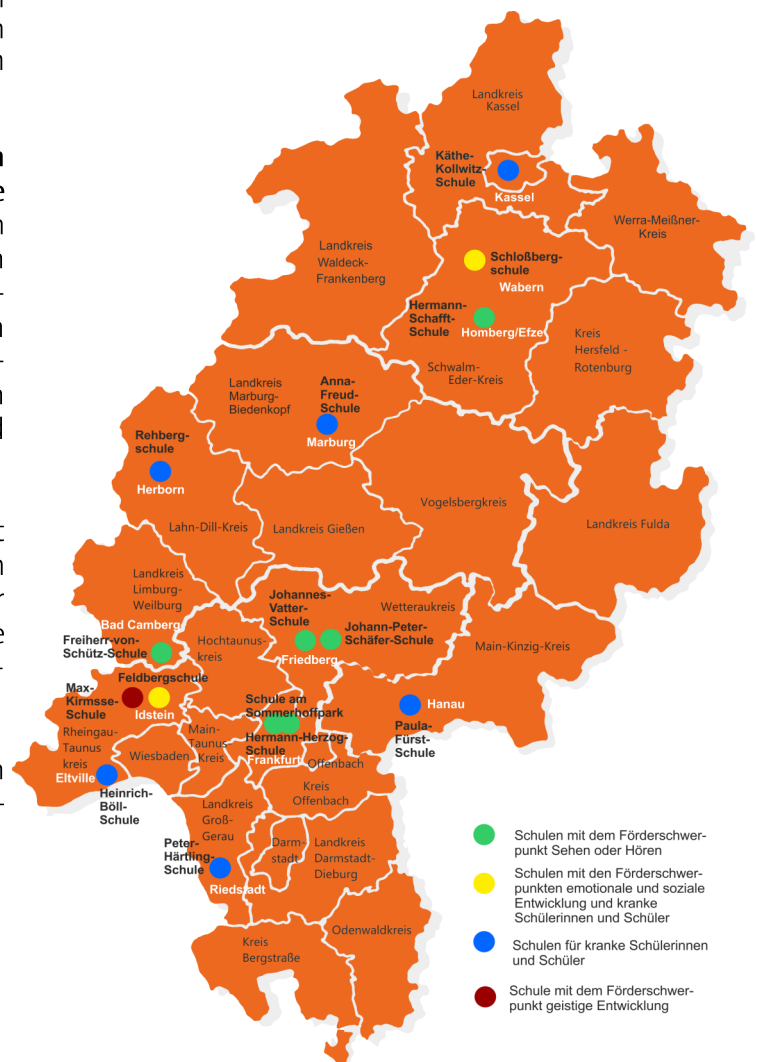 Landkreis
Kassel
Käthe-
Kollwitz-
Schule
Kassel
Werra-Meißner-
Kreis
Landkreis
Waldeck-
Frankenberg
Schloßberg-
schule
Wabern
Hermann-
Schafft-
Schule
Homberg/Efze
Kreis
Hersfeld -
Rotenburg
Schwalm-
Eder-Kreis
Landkreis
Marburg-
Biedenkopf
Anna-
Freud-
Schule
Marburg
Rehberg-
schule
Herborn
Vogelsbergkreis
Landkreis Fulda
Lahn-Dill-Kreis
Landkreis Gießen
Landkreis
Limburg-
Weilburg
Johannes-
Vatter-
Schule
Wetteraukreis
Bad Camberg
Freiherr-von-
Schütz-Schule
Hochtaunus-
kreis
Johann-Peter-
Schäfer-Schule
Friedberg
Main-Kinzig-Kreis
Feldbergschule
Max-
Kirmsse-
Schule
Idstein
Schule am
Sommerhoffpark
Hanau
Paula-
Fürst-
Schule
Rheingau-
Taunus
kreis
Main-
Taunus-
Kreis
Hermann-Herzog-
Schule
Frankfurt
Offenbach
Wiesbaden
Eltville
Heinrich-
Böll-
Schule
Kreis
Offenbach
Landkreis
Groß-
Gerau
Peter-
Härtling-
Schule
Riedstadt
Darm-
stadt
Landkreis
Darmstadt-
Dieburg
Odenwaldkreis
Kreis
Bergstraße
Schulen mit dem Förderschwer-
punkt Sehen oder Hören
Schulen mit den Förderschwer-
punkten emotionale und soziale
Entwicklung und kranke
Schülerinnen und Schüler
Schulen für kranke Schülerinnen
und Schüler
Schule mit dem Förderschwer-
punkt geistige Entwicklung